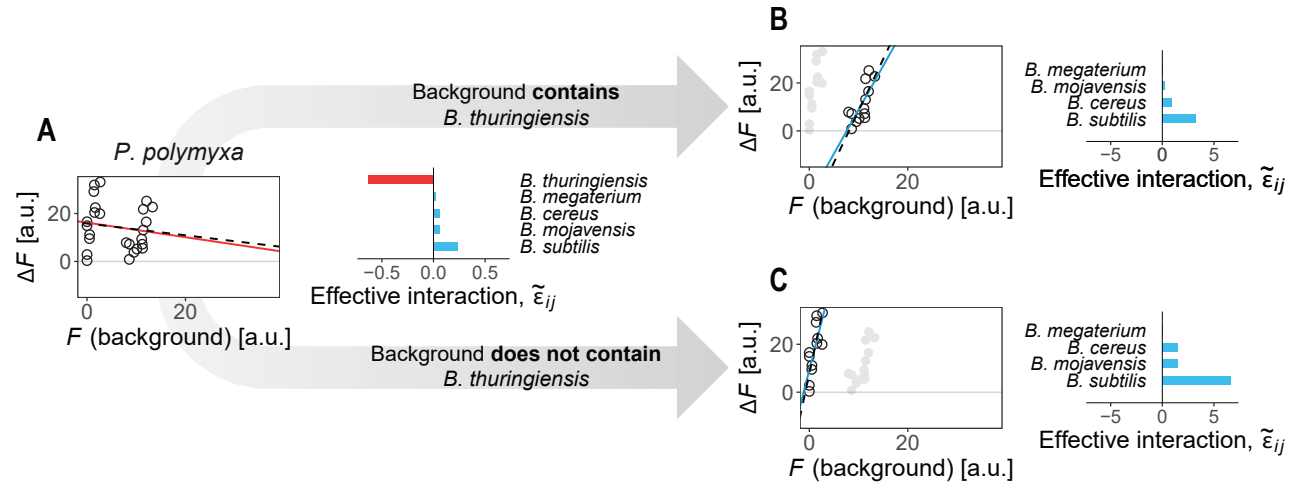 A
P. polymyxa
ΔF [a.u.]
20
0
0
20
F (background) [a.u.]
Background contains
B. thuringiensis
B. thuringiensis
B. megaterium
B. cereus
B. mojavensis
B. subtilis
−0.5
0.0
0.5
Effective interaction, ε̃ij
Background does not contain
B. thuringiensis
B
ΔF [a.u.]
20
0
0
20
F (background) [a.u.]
B. megaterium
B. mojavensis
B. cereus
B. subtilis
−5
0
5
Effective interaction, ε̃ij
C
ΔF [a.u.]
20
0
0
20
F (background) [a.u.]
B. megaterium
B. cereus
B. mojavensis
B. subtilis
−5
0
5
Effective interaction, ε̃ij